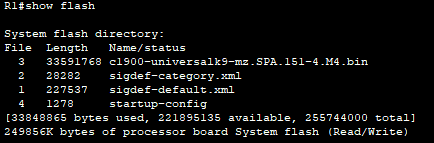 R1#show flash
System flash directory:
File Length Name/status
3 33591768 c1900-universalk9-mz.SPA.151-4.M4.bin
2 28282 sigdef-category.xml
1 227537 sigdef-default.xml
4 1278 startup-config
[33848865 bytes used, 221895135 available, 255744000 total]
249856K bytes of processor board System flash (Read/Write)